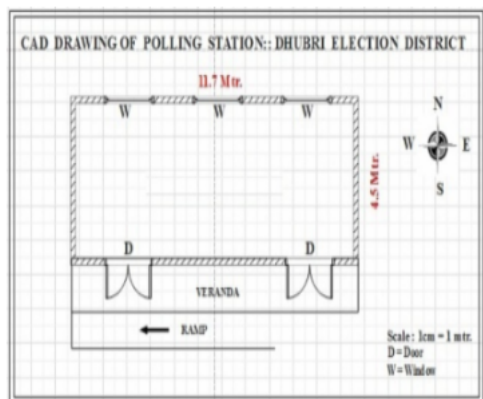 CAD DRAWING OF POLLING STATION:: DHUBRI ELECTION DISTRICT
11.7 Mtr.
W W W
N
W E
S
4.5 Mtr.
D D
VERANDA
RAMP
Scale : 1cm = 1 mtr.
D = Door
W = Window